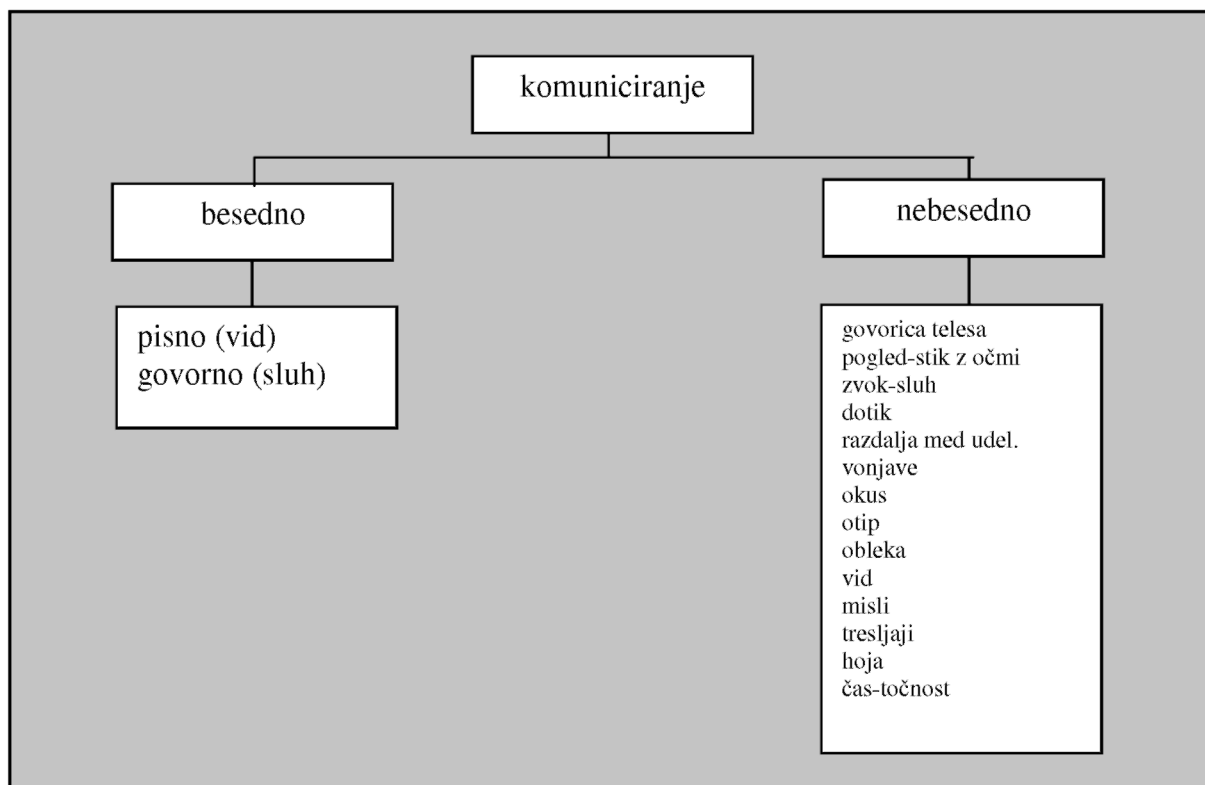 komuniciranje
besedno
nebesedno
pisno (vid)
govorno (sluh)
govorica telesa
pogled-stik z očmi
zvok-sluh
dotik
razdalja med udel.
vonjave
okus
otip
obleka
vid
misli
tresljaji
hoja
čas-točnost